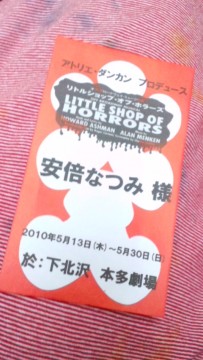 アトリエ・ダンカン プロデュース
リトルショップ・オブ・ホラーズ
LITTLE SHOP OF
HORRORS
HOWARD ASHMAN ALAN MENKEN
安倍なつみ 様
2010年5月13日(木)~5月30日(日)
於:下北沢 本多劇場